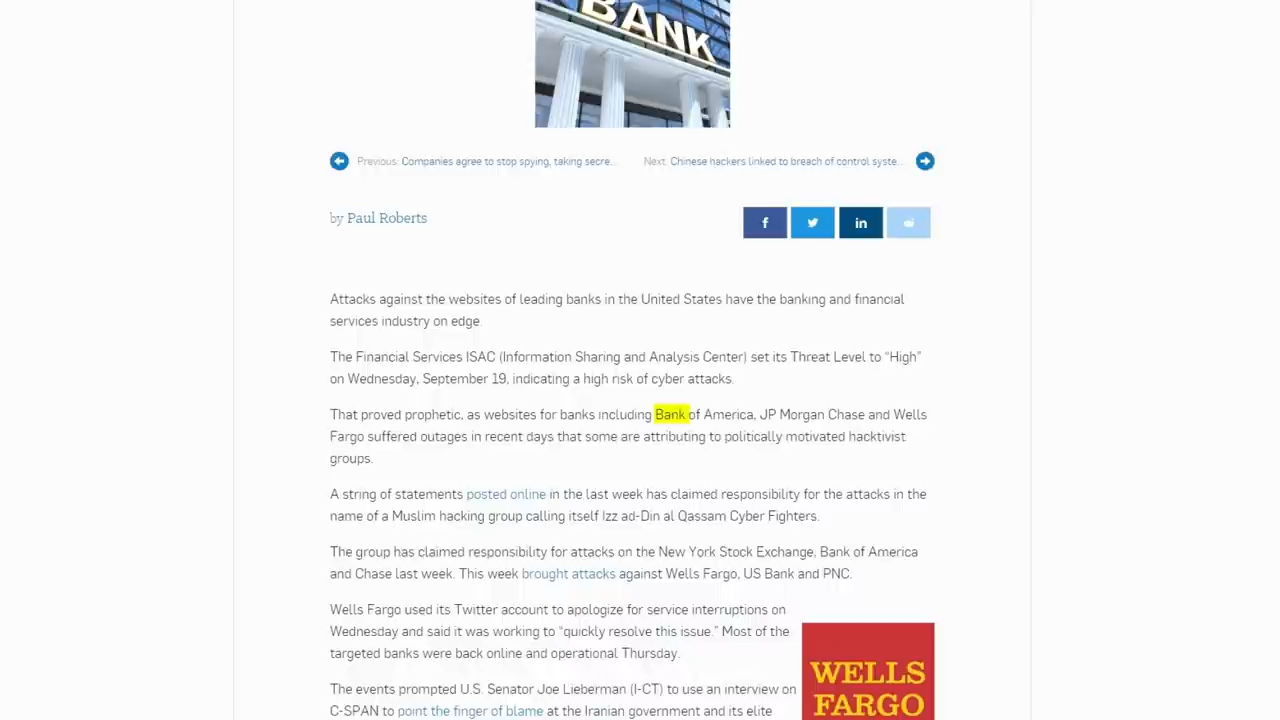 BANK
Previous: Companies agree to stop spying, taking secre... Next: Chinese hackers linked to breach of control syste...
by Paul Roberts
f in
Attacks against the websites of leading banks in the United States have the banking and financial
services industry on edge.
The Financial Services ISAC (Information Sharing and Analysis Center) set its Threat Level to “High”
on Wednesday, September 19, indicating a high risk of cyber attacks.
That proved prophetic, as websites for banks including Bank of America, JP Morgan Chase and Wells
Fargo suffered outages in recent days that some are attributing to politically motivated hacktivist
groups.
A string of statements posted online in the last week has claimed responsibility for the attacks in the
name of a Muslim hacking group calling itself Izz ad-Din al Qassam Cyber Fighters.
The group has claimed responsibility for attacks on the New York Stock Exchange, Bank of America
and Chase last week. This week brought attacks against Wells Fargo, US Bank and PNC.
Wells Fargo used its Twitter account to apologize for service interruptions on
Wednesday and said it was working to “quickly resolve this issue.” Most of the
targeted banks were back online and operational Thursday.
WELLS
FARGO
The events prompted U.S. Senator Joe Lieberman (I-CT) to use an interview on
C-SPAN to point the finger of blame at the Iranian government and its elite